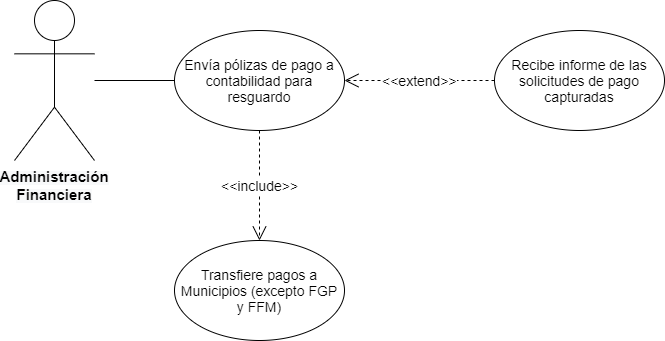 Envía pólizas de pago a
contabilidad para
resguardo
<<extend>>
Recibe informe de las
solicitudes de pago
capturadas
Administración
Financiera
<<include>>
Transfiere pagos a
Municipios (excepto FGP
y FFM)